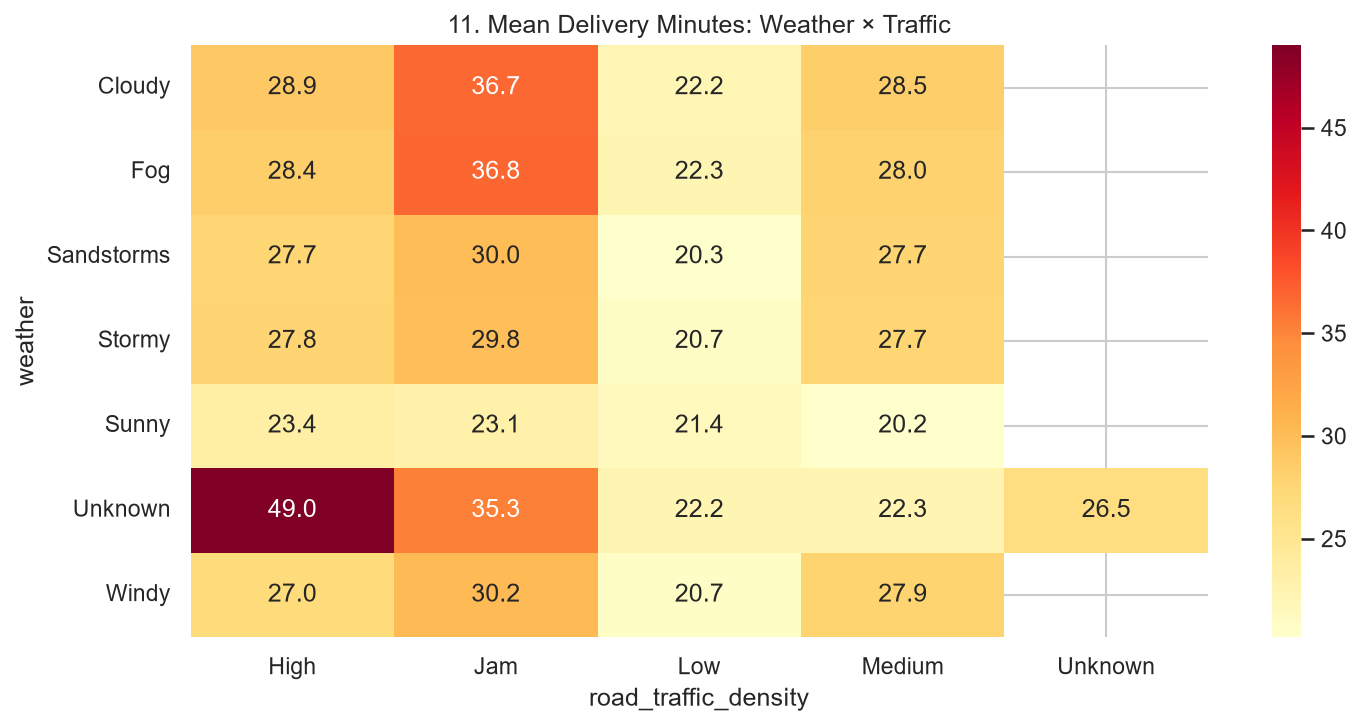 11. Mean Delivery Minutes: Weather × Traffic
weather
Cloudy 28.9 36.7 22.2 28.5
Fog 28.4 36.8 22.3 28.0
Sandstorms 27.7 30.0 20.3 27.7
Stormy 27.8 29.8 20.7 27.7
Sunny 23.4 23.1 21.4 20.2
Unknown 49.0 35.3 22.2 22.3 26.5
Windy 27.0 30.2 20.7 27.9
High Jam Low Medium Unknown
road_traffic_density
45
40
35
30
25